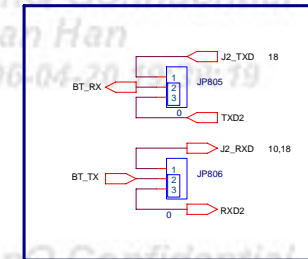 J2_TXD 18
1
BT_RX 2 JP805
3
0
TXD2
J2_RXD 10,18
1
BT_TX 2 JP806
3
0 RXD2